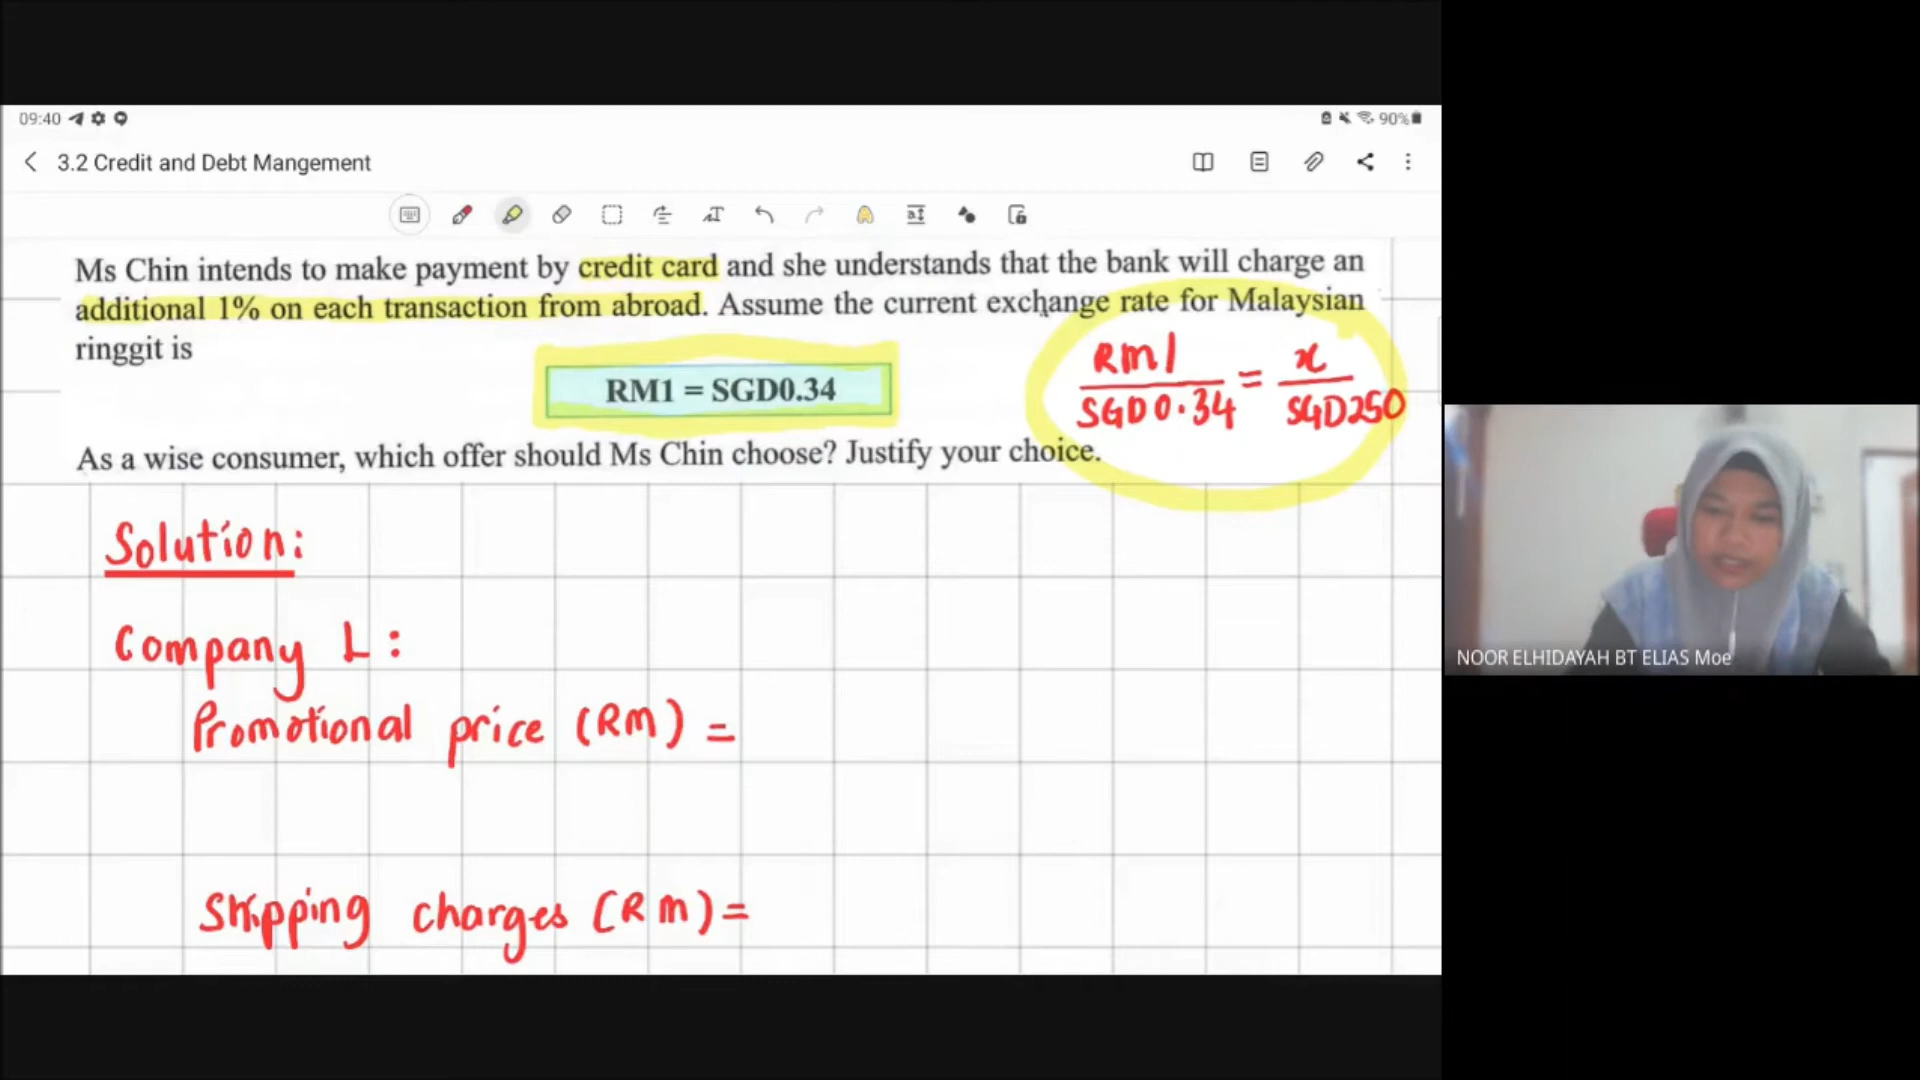 09:40
90%
3.2 Credit and Debt Mangement
Ms Chin intends to make payment by credit card and she understands that the bank will charge an
additional 1% on each transaction from abroad. Assume the current exchange rate for Malaysian
ringgit is
RM1 = SGD0.34
RM1 / SGD0.34 = x / SGD250
As a wise consumer, which offer should Ms Chin choose? Justify your choice.
Solution:
Company L:
Promotional price (RM) =
Shipping charges (RM) =
NOOR ELHIDAYAH BT ELIAS Moe